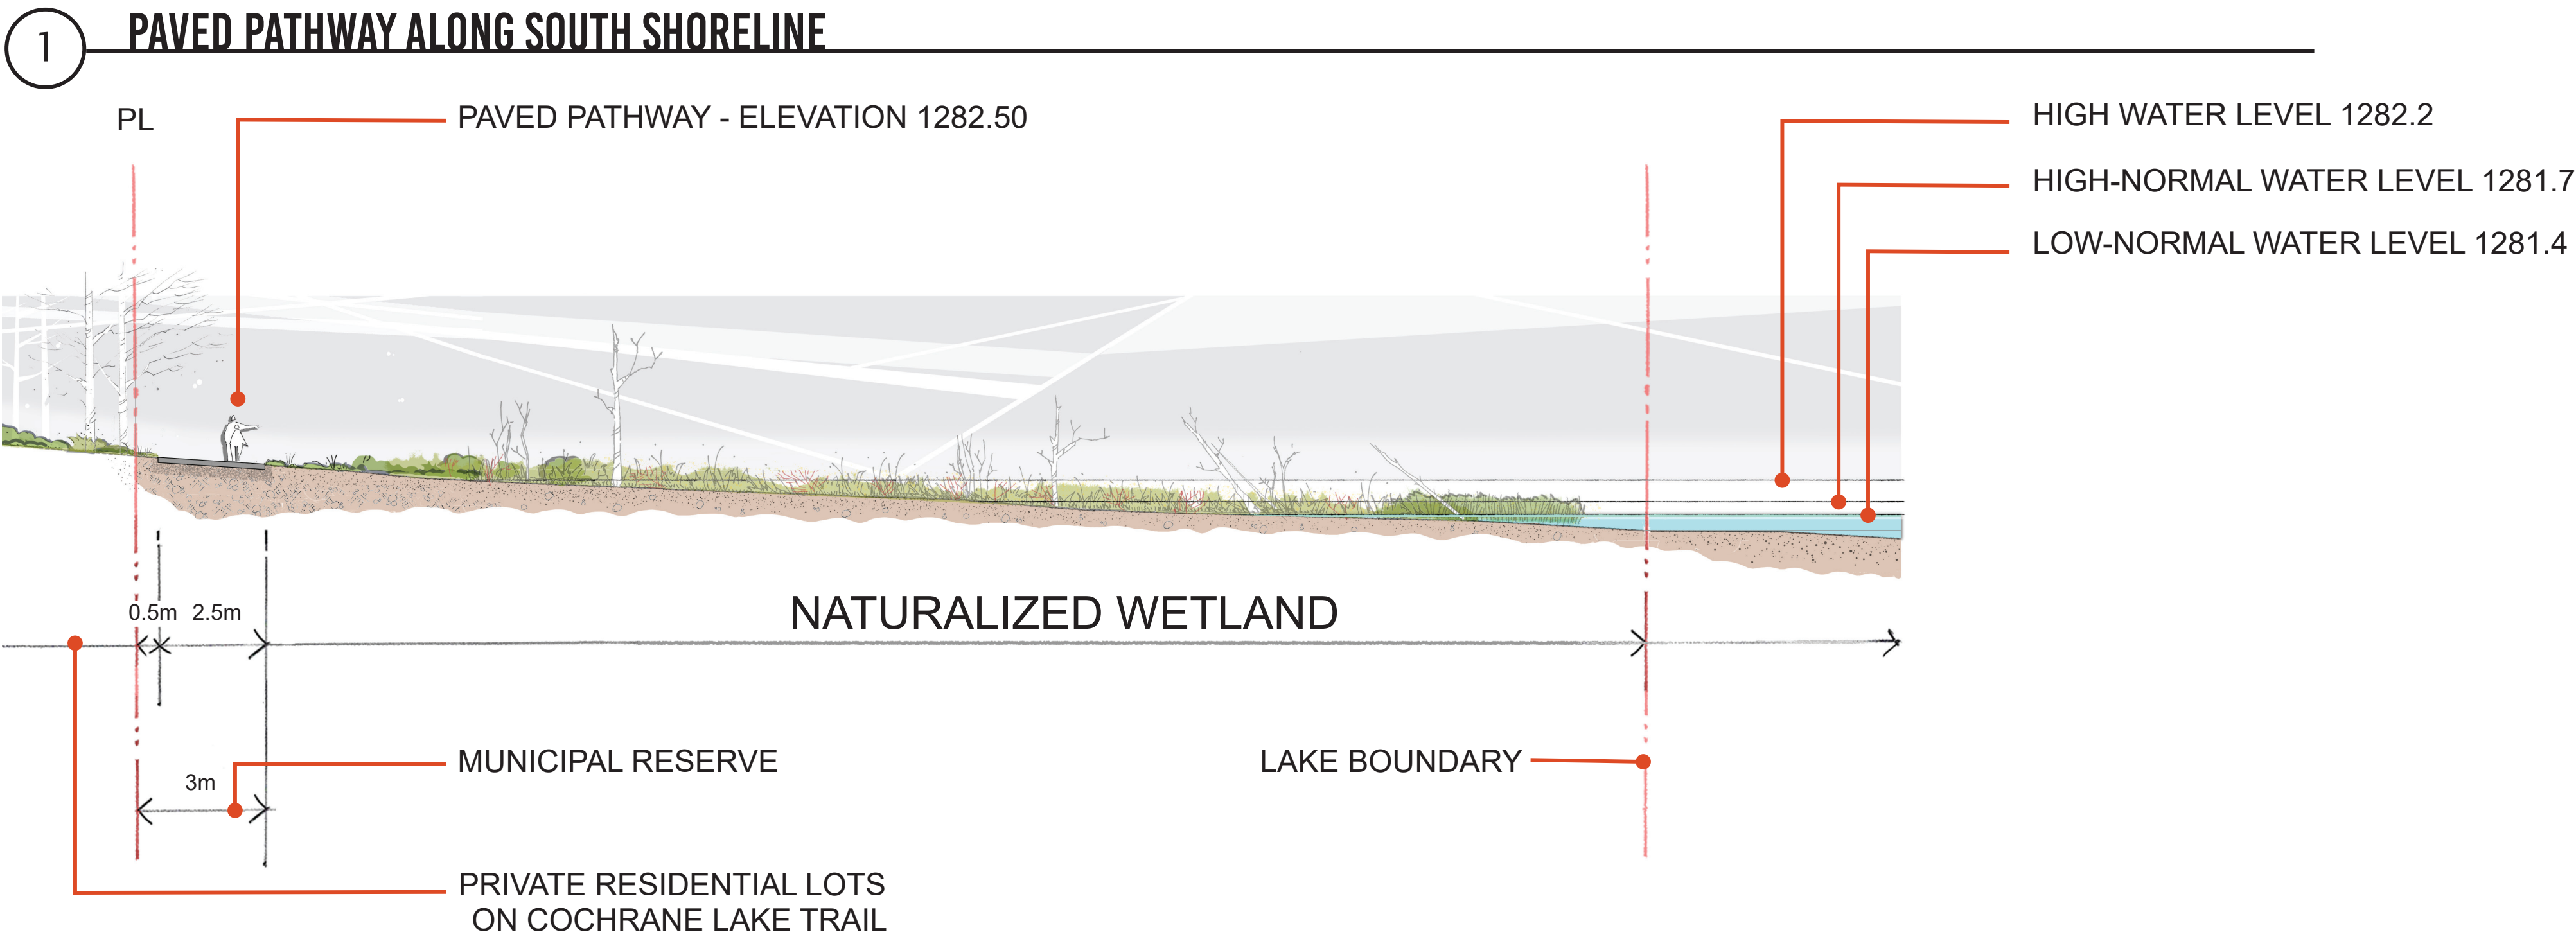 1
PAVED PATHWAY ALONG SOUTH SHORELINE
PL
PAVED PATHWAY - ELEVATION 1282.50
HIGH WATER LEVEL 1282.2
HIGH-NORMAL WATER LEVEL 1281.7
LOW-NORMAL WATER LEVEL 1281.4
0.5m 2.5m
NATURALIZED WETLAND
MUNICIPAL RESERVE
LAKE BOUNDARY
3m
PRIVATE RESIDENTIAL LOTS
ON COCHRANE LAKE TRAIL